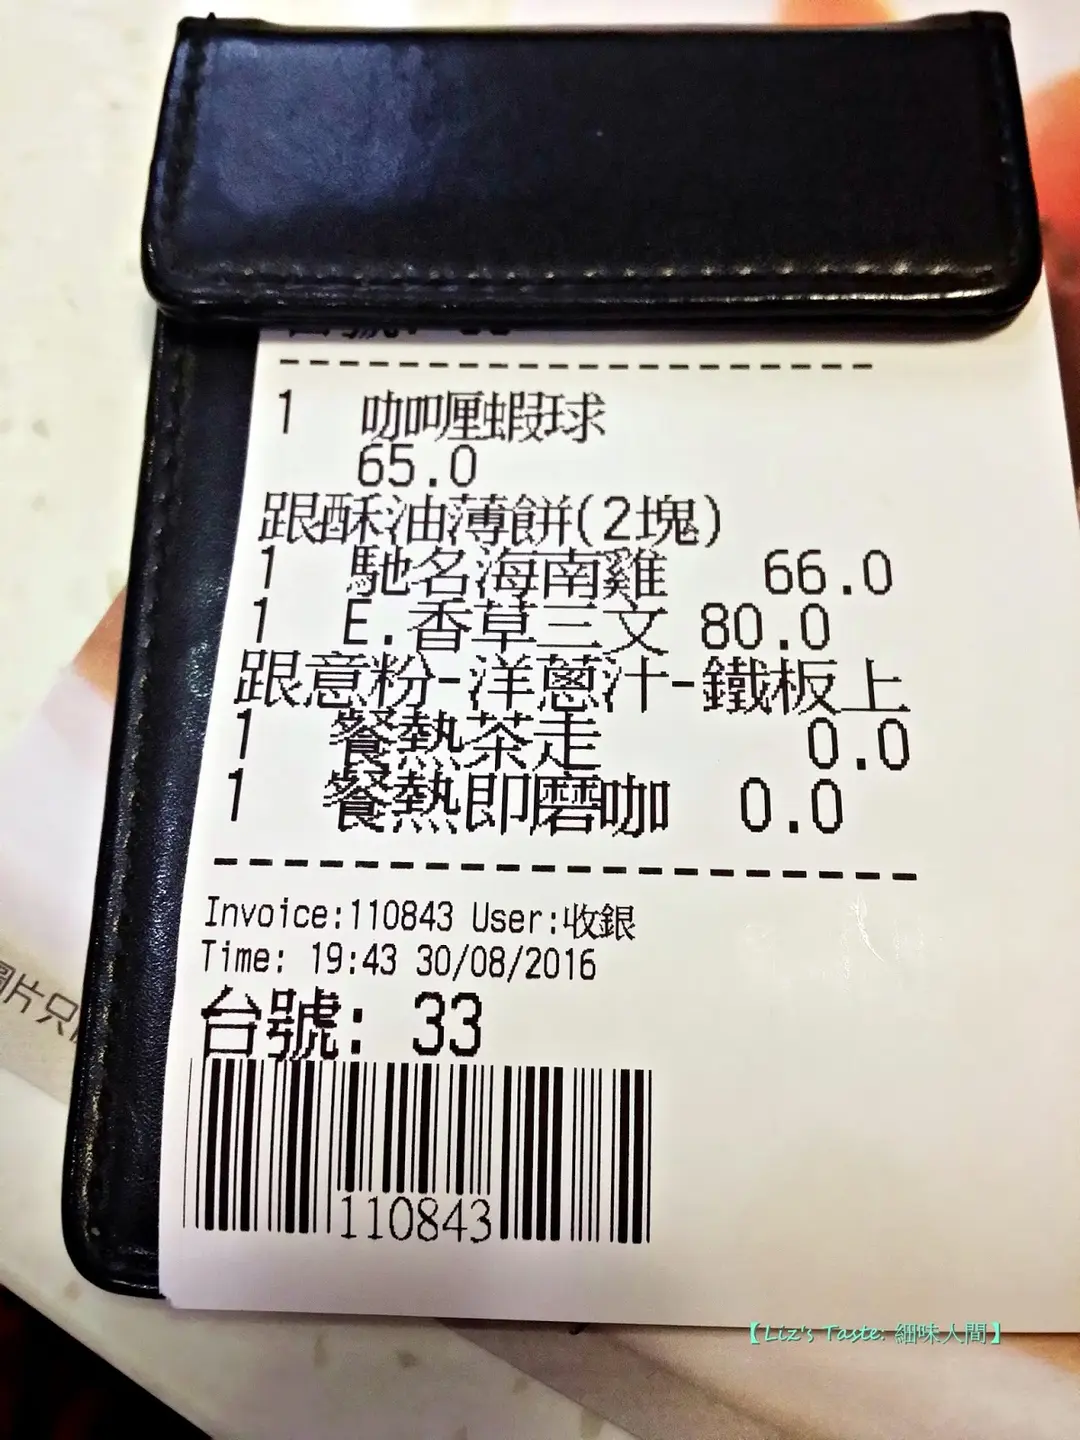 1 咖喱蝦球
65.0
跟酥油薄餅(2塊)
1 馳名海南雞 66.0
1 E.香草三文 80.0
跟意粉-洋蔥汁-鐵板上
1 餐熱茶走 0.0
1 餐熱即磨咖 0.0
Invoice:110843 User:收銀
Time: 19:43 30/08/2016
台號: 33
110843
圖片只
【Liz's Taste: 細味人間】